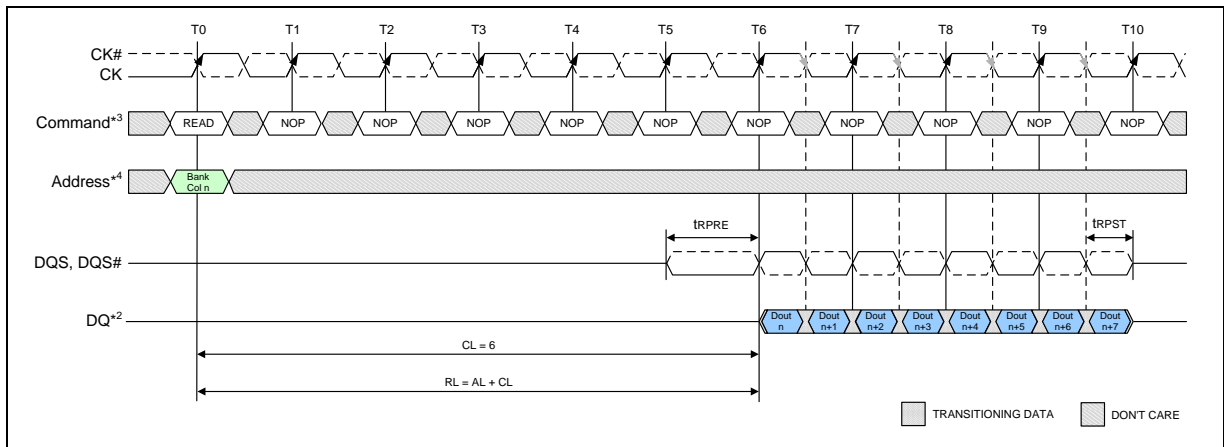 T0 T1 T2 T3 T4 T5 T6 T7 T8 T9 T10
CK#
CK
Command*3 READ NOP NOP NOP NOP NOP NOP NOP NOP NOP NOP
Address*4 Bank
Col n
tRPRE tRPST
DQS, DQS#
DQ*2 Dout Dout Dout Dout Dout Dout Dout Dout
n n+1 n+2 n+3 n+4 n+5 n+6 n+7
CL = 6
RL = AL + CL
TRANSITIONING DATA DON'T CARE